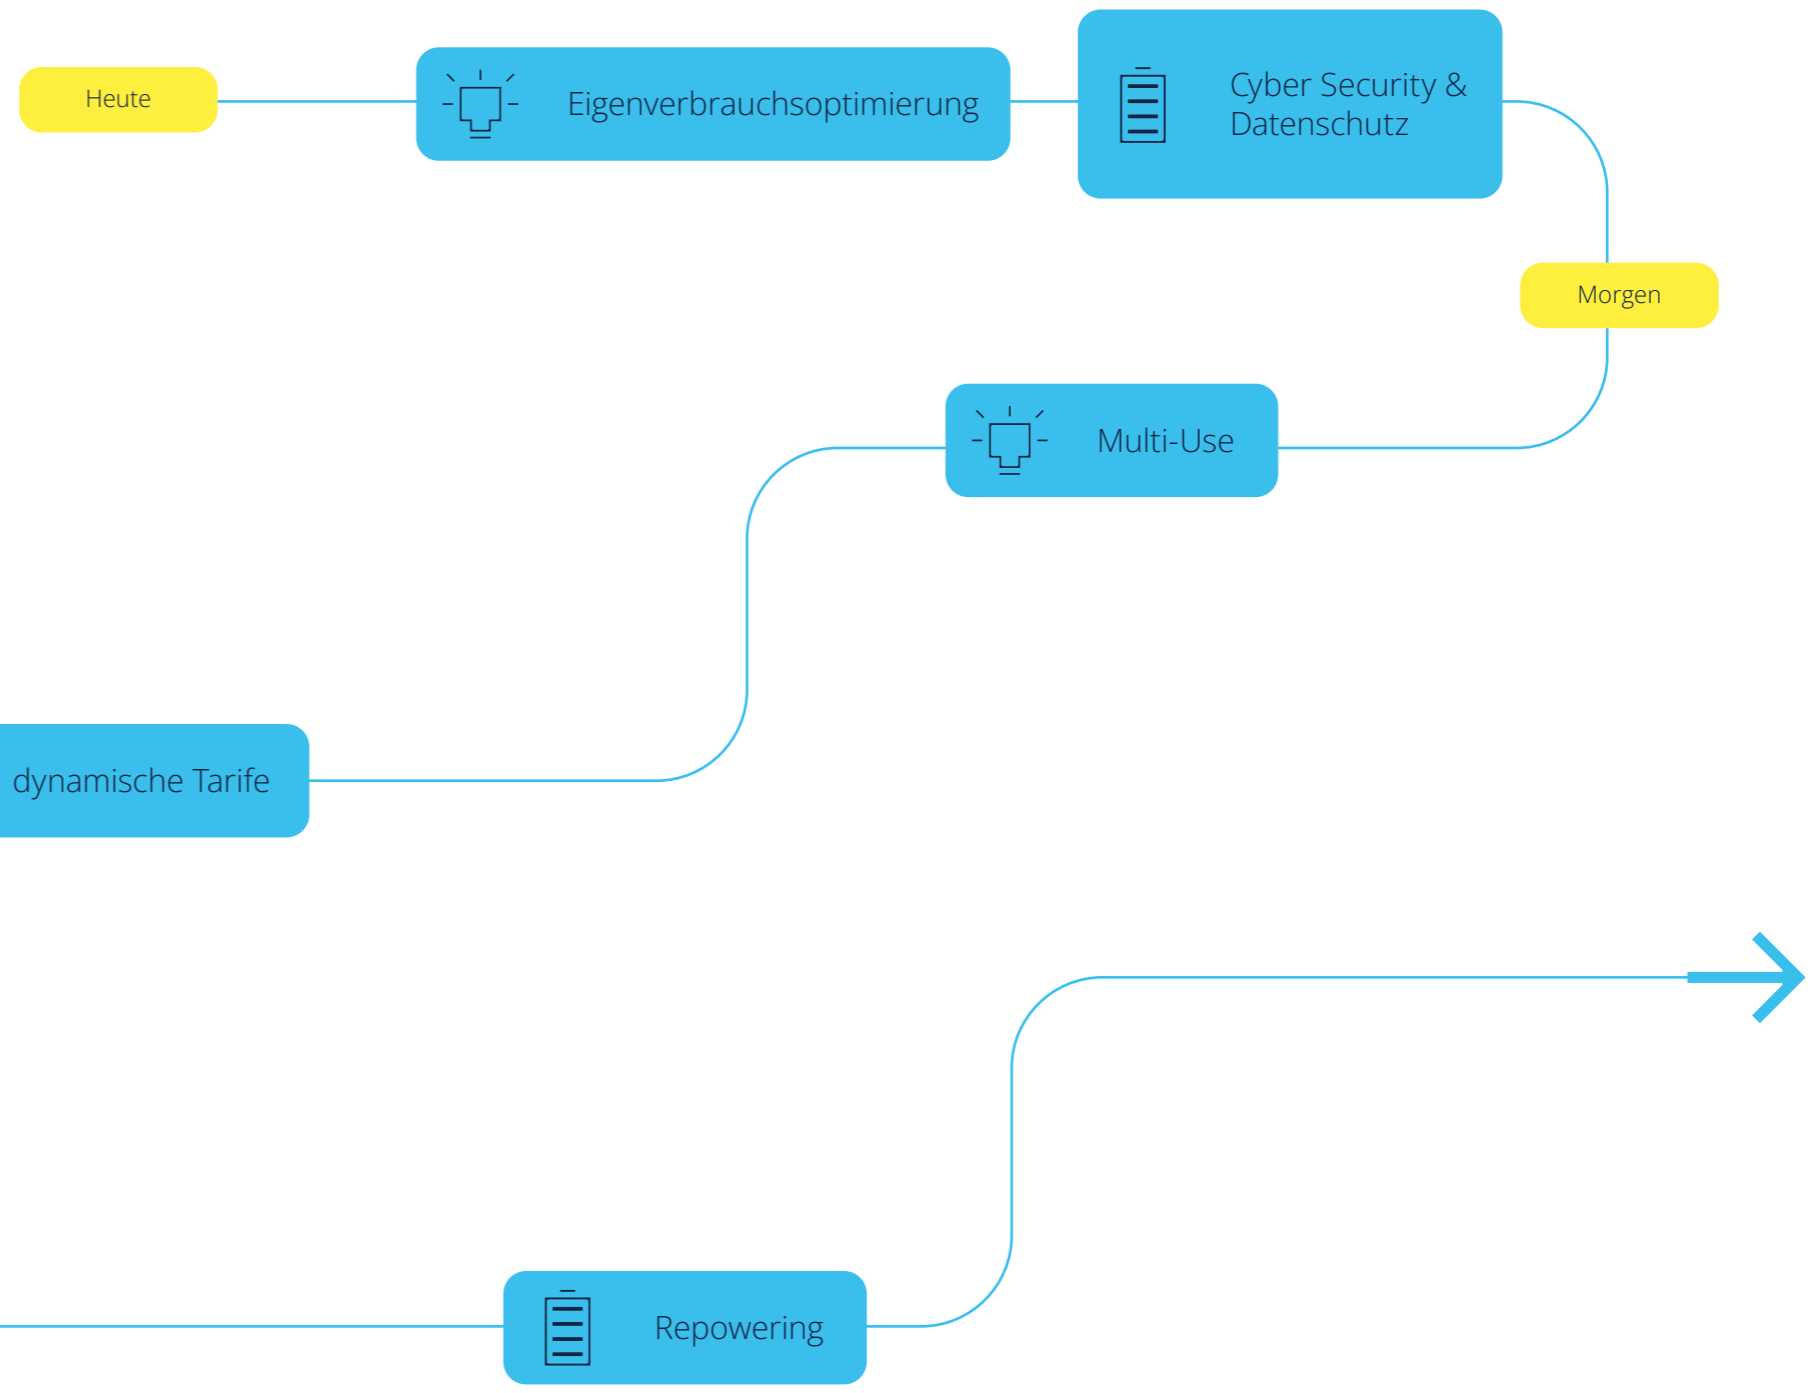 Heute
Eigenverbrauchsoptimierung
Cyber Security &
Datenschutz
Morgen
Multi-Use
dynamische Tarife
Repowering